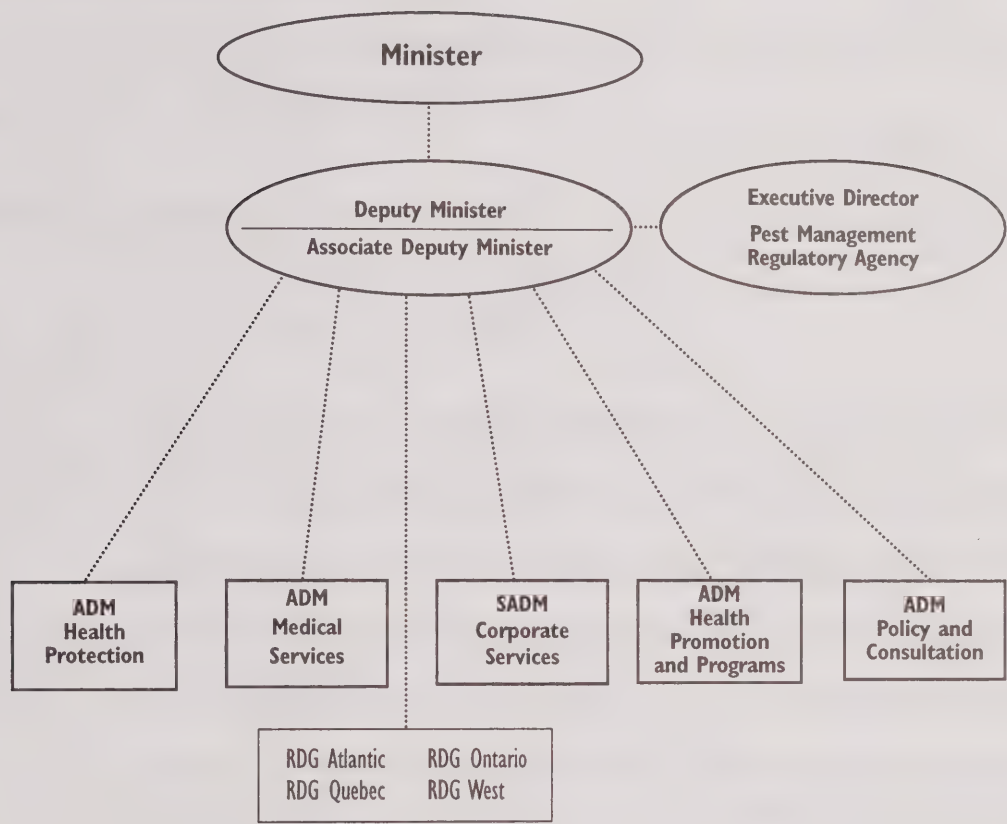 Minister
Deputy Minister
Associate Deputy Minister
Executive Director
Pest Management
Regulatory Agency
ADM
Health
Protection
ADM
Medical
Services
SADM
Corporate
Services
ADM
Health
Promotion
and Programs
ADM
Policy and
Consultation
RDG Atlantic RDG Ontario
RDG Quebec RDG West